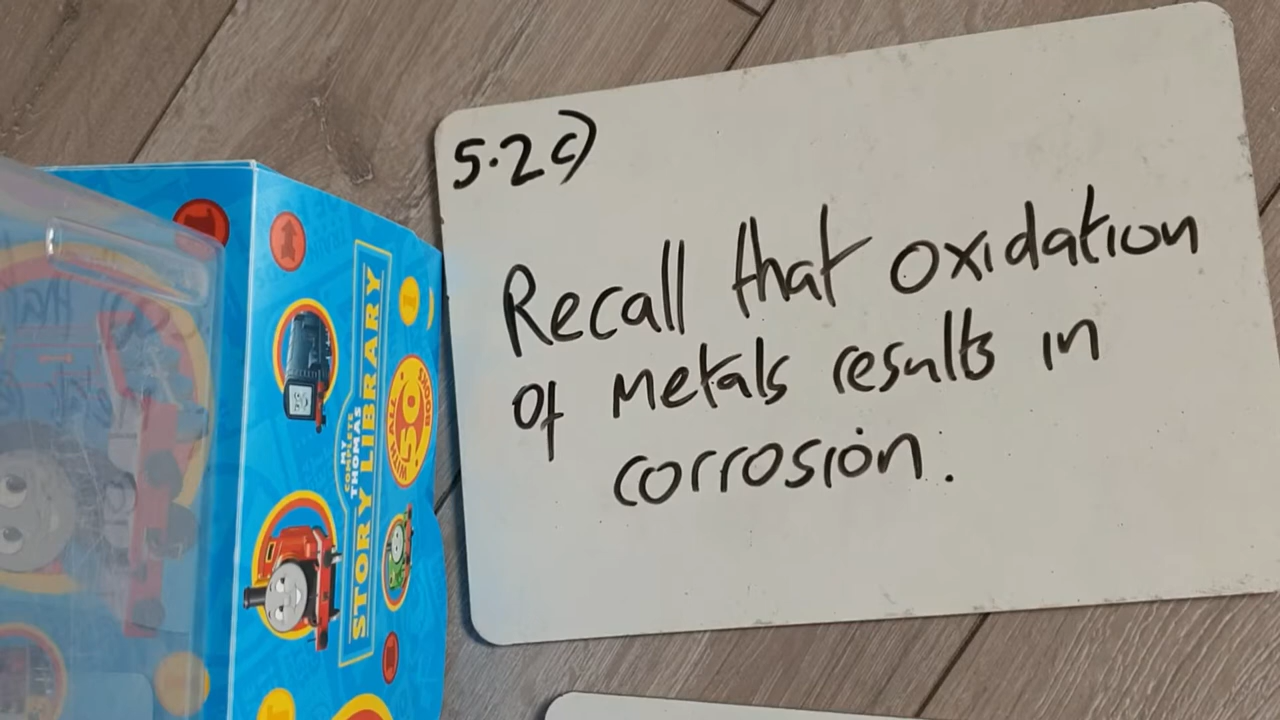 5.2c)
Recall that oxidation
of metals results in
corrosion.
MY
COMPLETE
THOMAS
STORY LIBRARY
WITH ALL
50
BOOKS